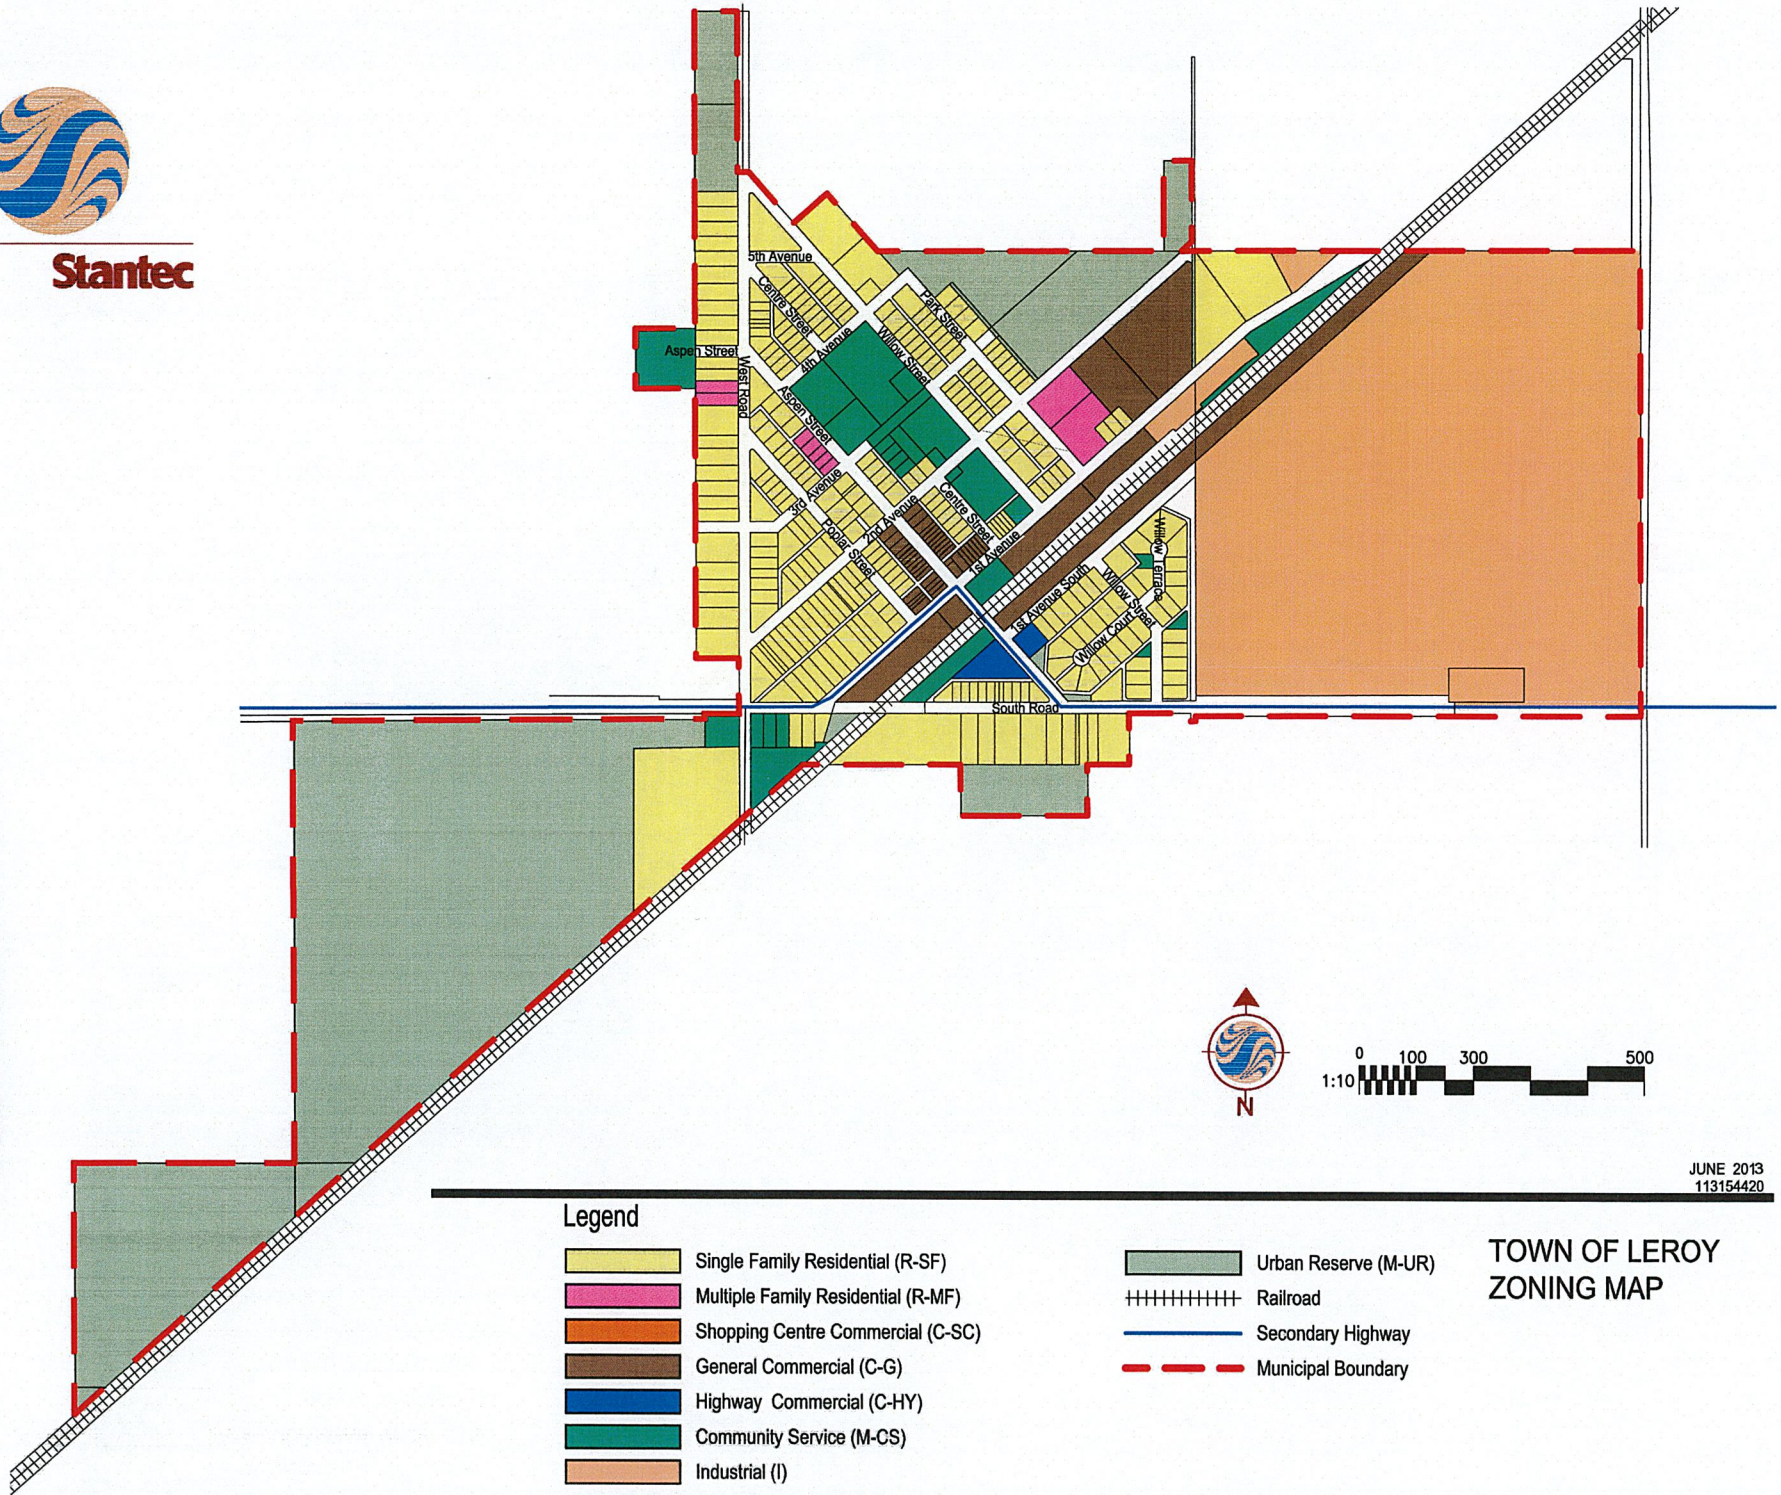 Stantec
5th Avenue
Centre Street
Park Street
4th Avenue
Willow Street
Aspen Street
West Road
Aspen Street
3rd Avenue
2nd Avenue
Centre Street
Poplar Street
1st Avenue
Willow Terrace
1st Avenue South
Willow Street
Willow Court
South Road
0 100 300 500
1:10
N
JUNE 2013
113154420
Legend
Single Family Residential (R-SF)
Multiple Family Residential (R-MF)
Shopping Centre Commercial (C-SC)
General Commercial (C-G)
Highway Commercial (C-HY)
Community Service (M-CS)
Industrial (I)
Urban Reserve (M-UR)
Railroad
Secondary Highway
Municipal Boundary
TOWN OF LEROY
ZONING MAP